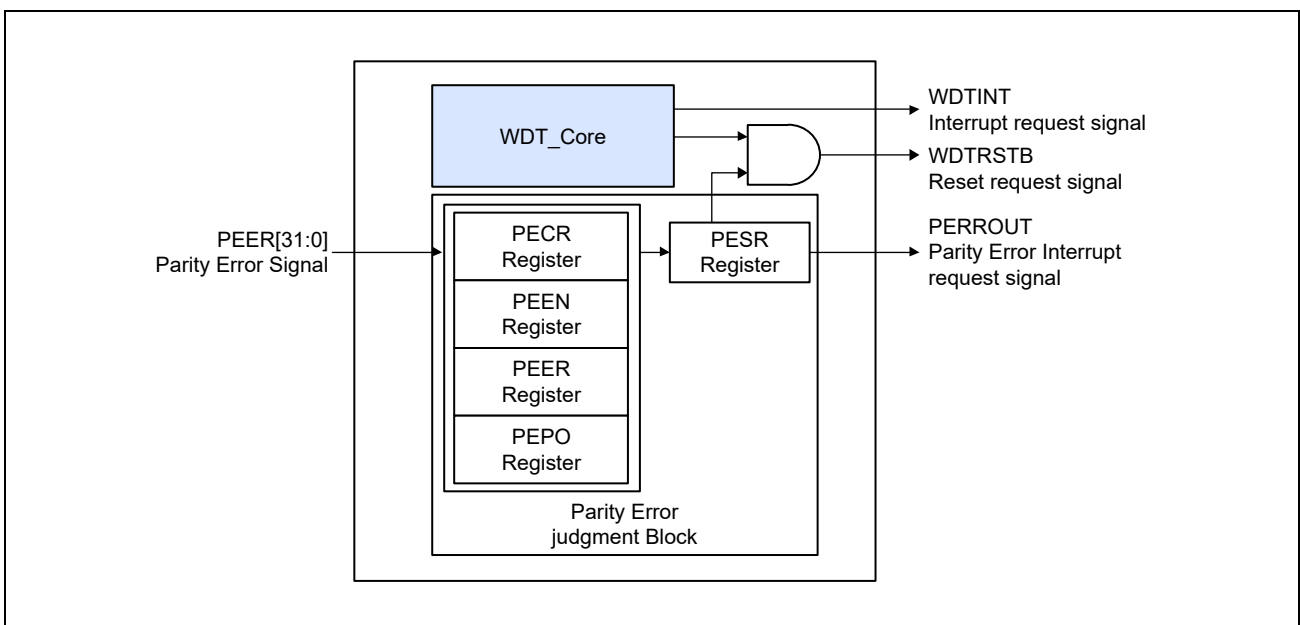 WDT_Core
WDTINT
Interrupt request signal
WDTRSTB
Reset request signal
PEER[31:0]
Parity Error Signal
PECR
Register
PEEN
Register
PEER
Register
PEPO
Register
PESR
Register
PERROUT
Parity Error Interrupt
request signal
Parity Error
judgment Block